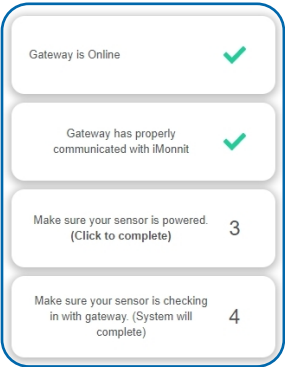 Gateway is Online
Gateway has properly
communicated with iMonnit
Make sure your sensor is powered.
(Click to complete)
3
Make sure your sensor is checking
in with gateway. (System will
complete)
4